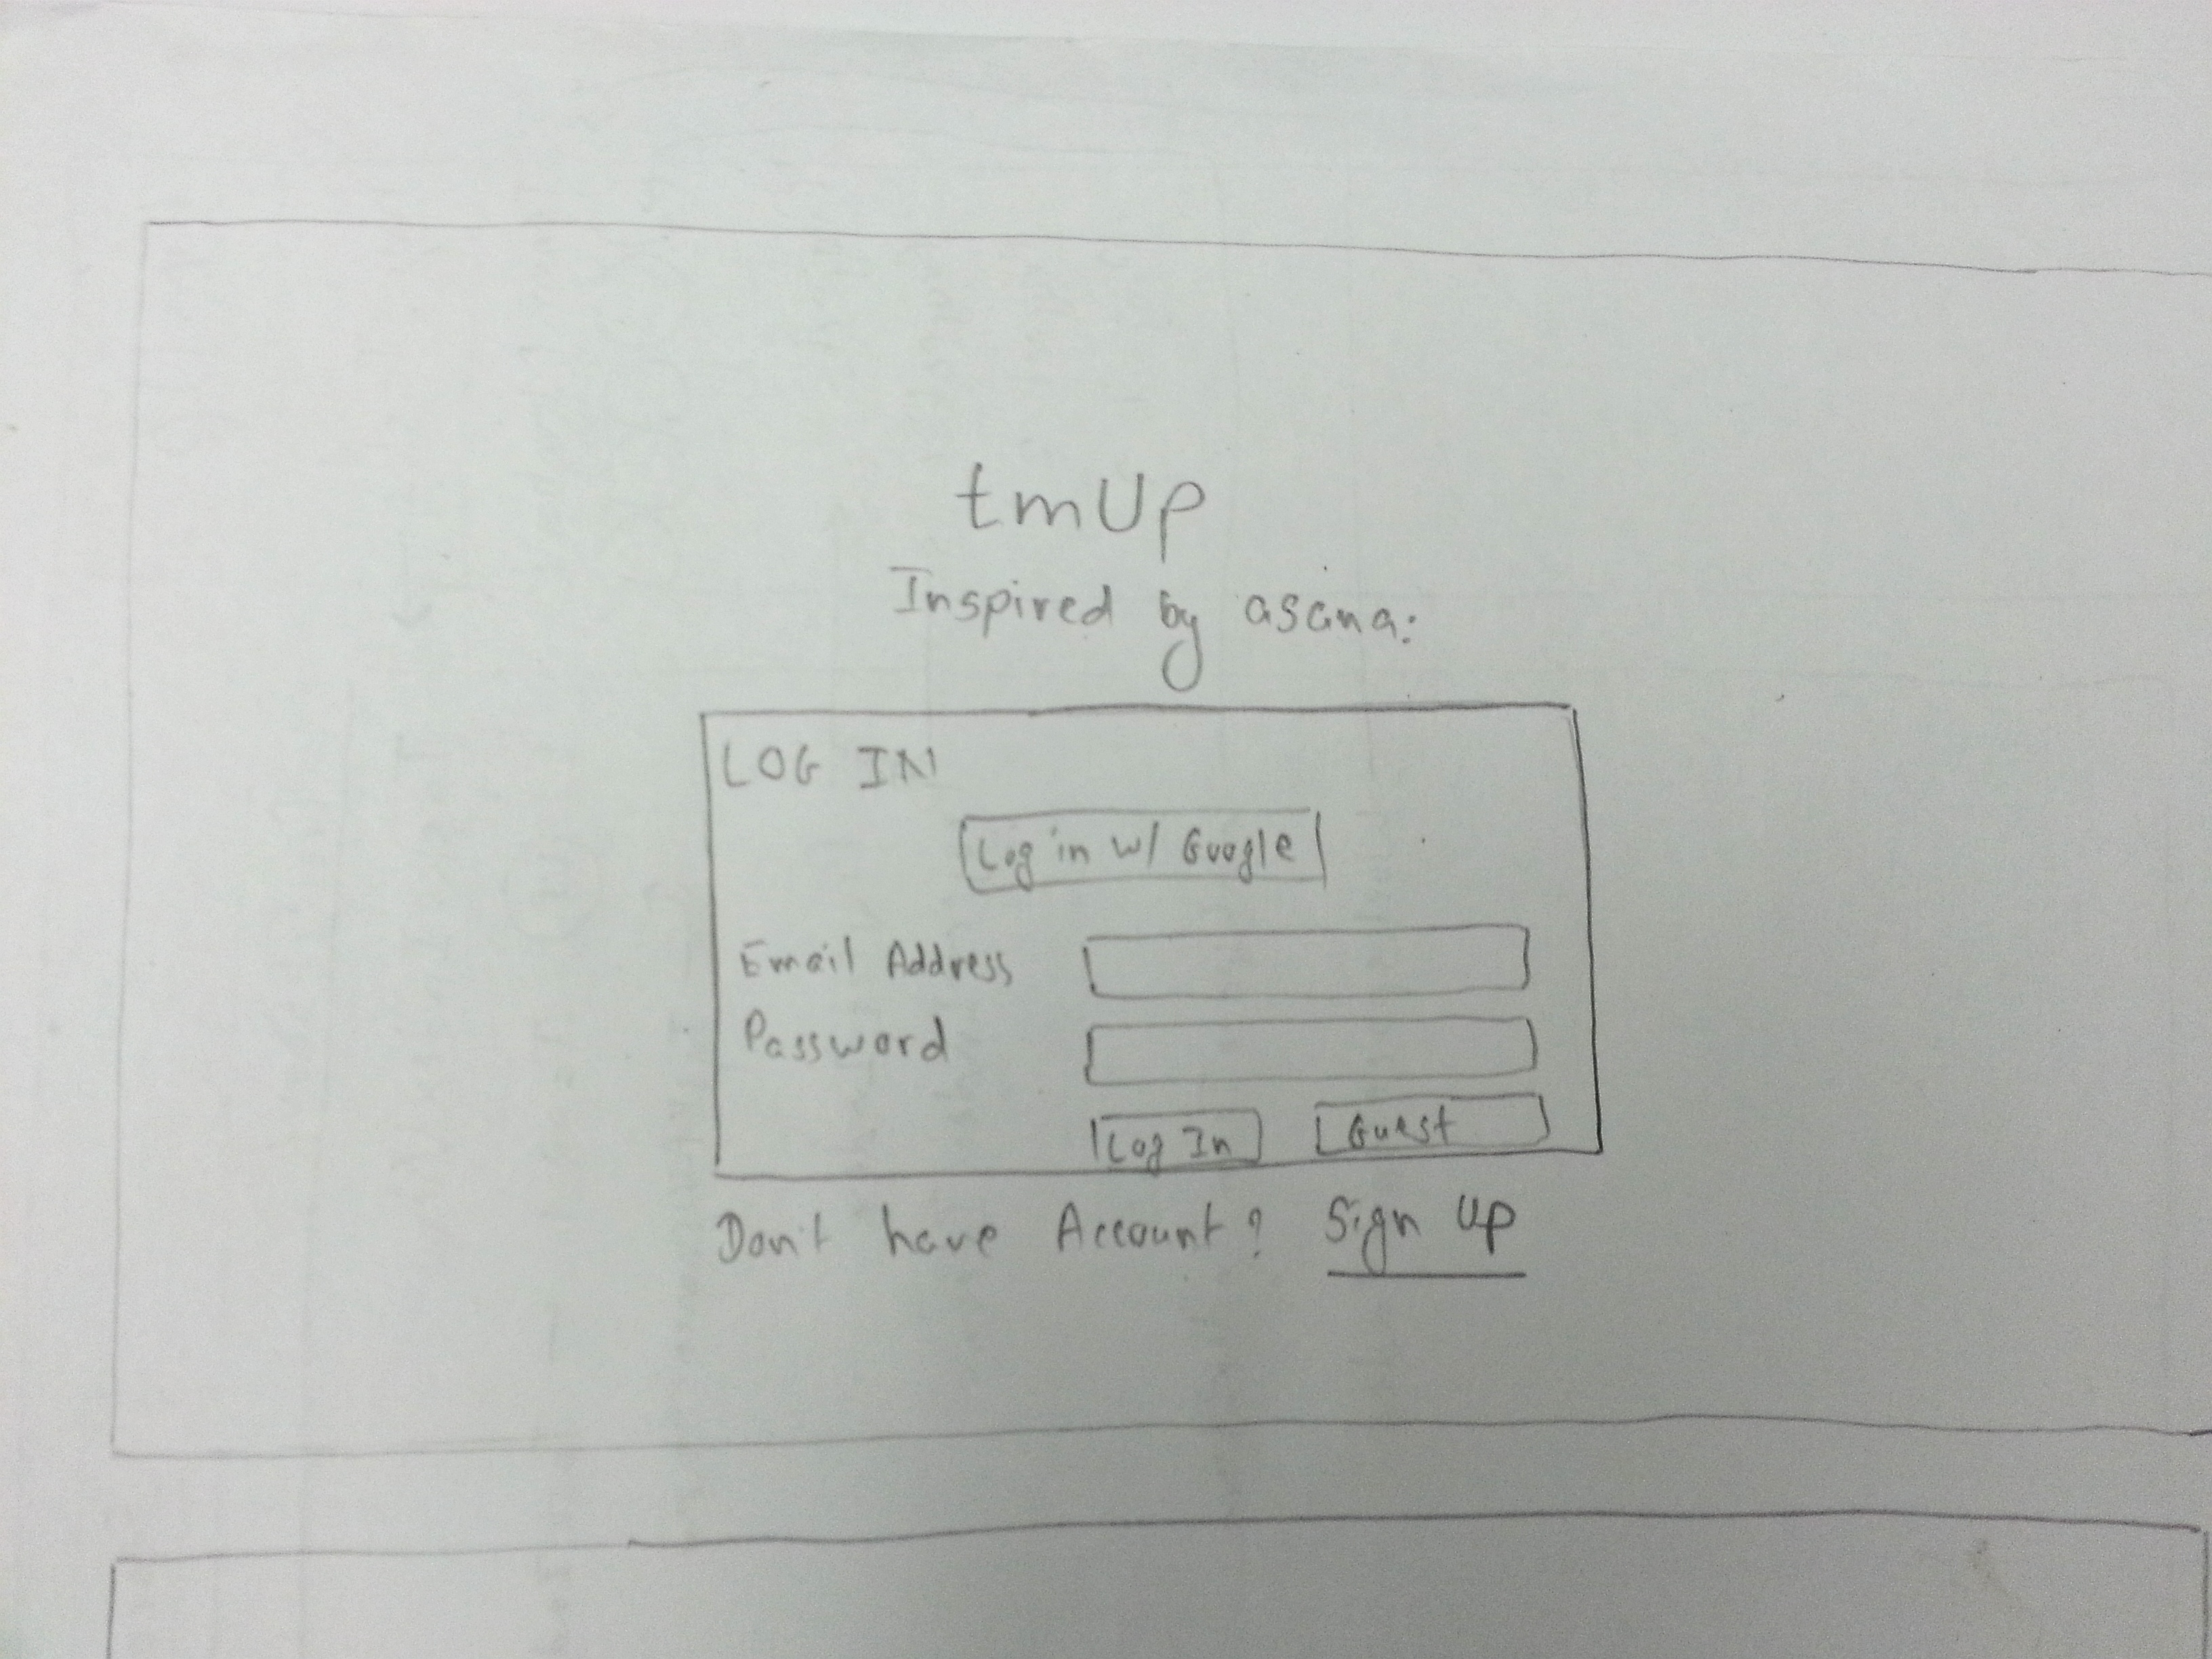 tmUp
Inspired by asana:
LOG IN
Log in w/ Google
Email Address
Password
Log In Guest
Don't have Account? Sign Up